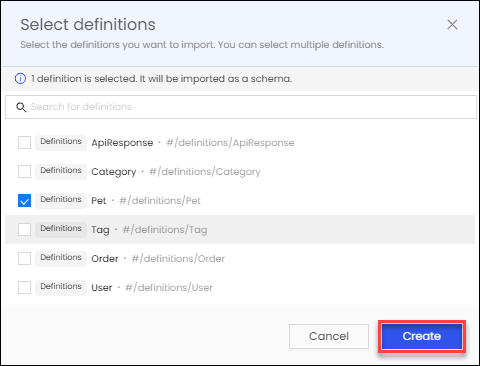 Select definitions
Select the definitions you want to import. You can select multiple definitions.
1 definition is selected. It will be imported as a schema.
Search for definitions
Definitions ApiResponse · #/definitions/ApiResponse
Definitions Category · #/definitions/Category
Definitions Pet · #/definitions/Pet
Definitions Tag · #/definitions/Tag
Definitions Order · #/definitions/Order
Definitions User · #/definitions/User
Cancel Create